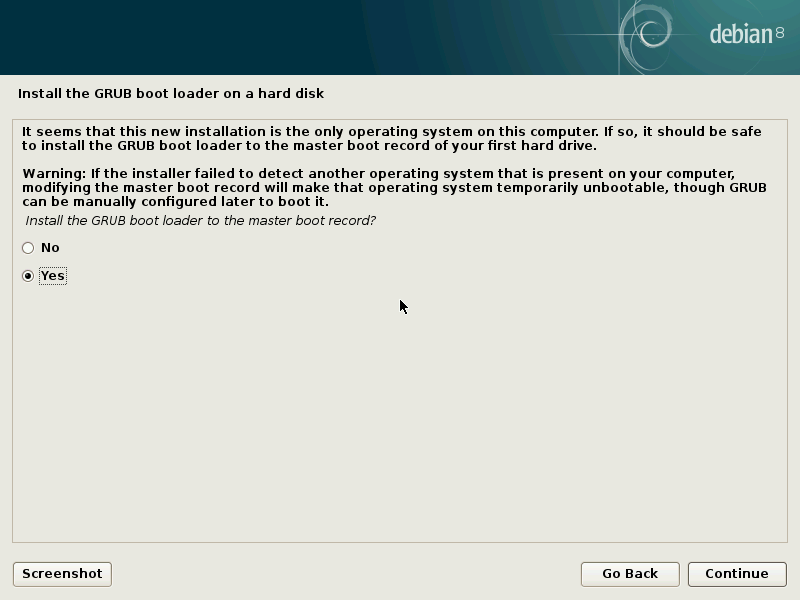 debian 8
Install the GRUB boot loader on a hard disk
It seems that this new installation is the only operating system on this computer. If so, it should be safe
to install the GRUB boot loader to the master boot record of your first hard drive.
Warning: If the installer failed to detect another operating system that is present on your computer,
modifying the master boot record will make that operating system temporarily unbootable, though GRUB
can be manually configured later to boot it.
Install the GRUB boot loader to the master boot record?
No
Yes
Screenshot Go Back Continue